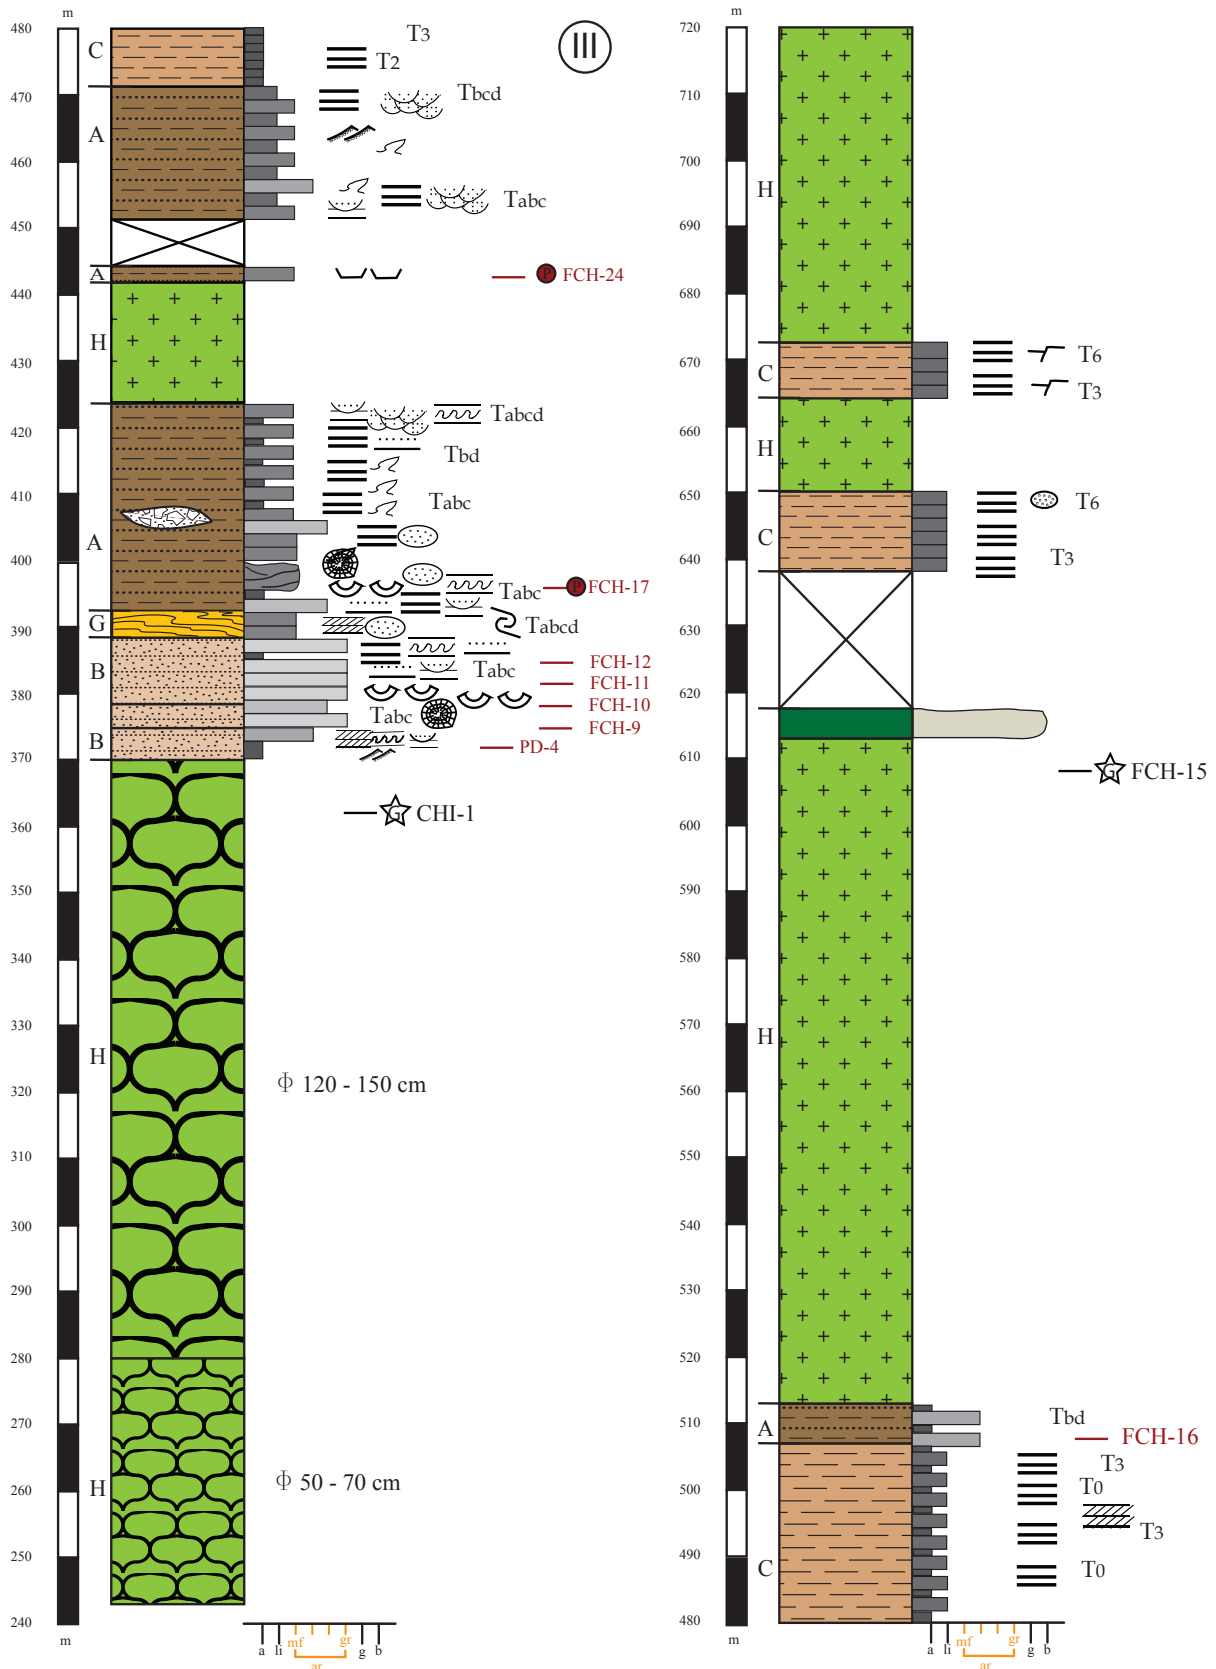 m
480
470
460
450
440
430
420
410
400
390
380
370
360
350
340
330
320
310
300
290
280
270
260
250
240
m
C
A
A
H
A
G
B
B
H
H
III
T3
T2
Tbcd
Tabc
P FCH-24
Tabcd
Tbd
Tabc
Tabc
P FCH-17
Tabcd
FCH-12
Tabc
FCH-11
Tabc
FCH-10
FCH-9
PD-4
G CHI-1
Φ 120 - 150 cm
Φ 50 - 70 cm
a li mf gr g b
ar
m
720
710
700
690
680
670
660
650
640
630
620
610
600
590
580
570
560
550
540
530
520
510
500
490
480
H
C
H
C
H
A
C
T6
T3
T6
T3
G FCH-15
Tbd
FCH-16
T3
T0
T3
T0
a li mf gr g b
ar